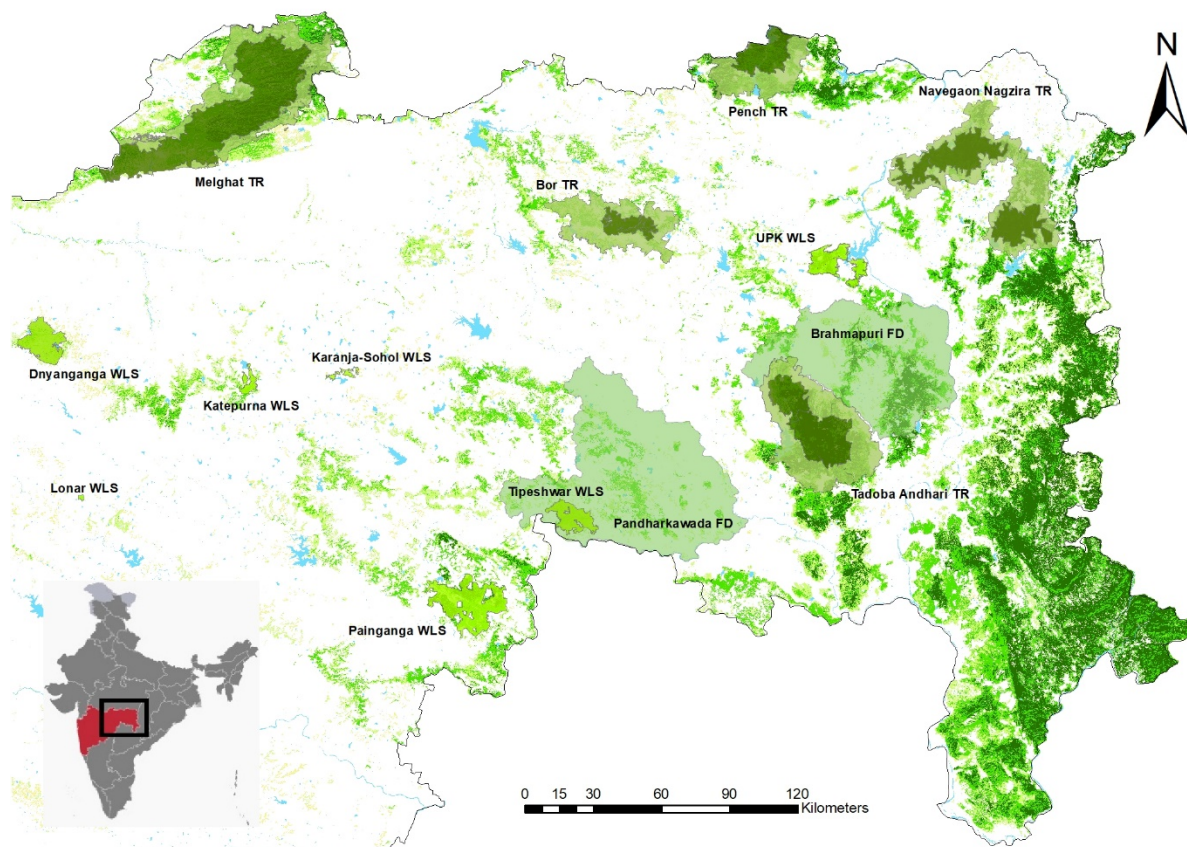 N
Navegaon Nagzira TR
Pench TR
Melghat TR
Bor TR
UPK WLS
Brahmapuri FD
Karanja-Sohol WLS
Dnyanganga WLS
Katepurna WLS
Lonar WLS
Tipeshwar WLS
Tadoba Andhari TR
Pandharkawada FD
Painganga WLS
0 15 30 60 90 120
Kilometers